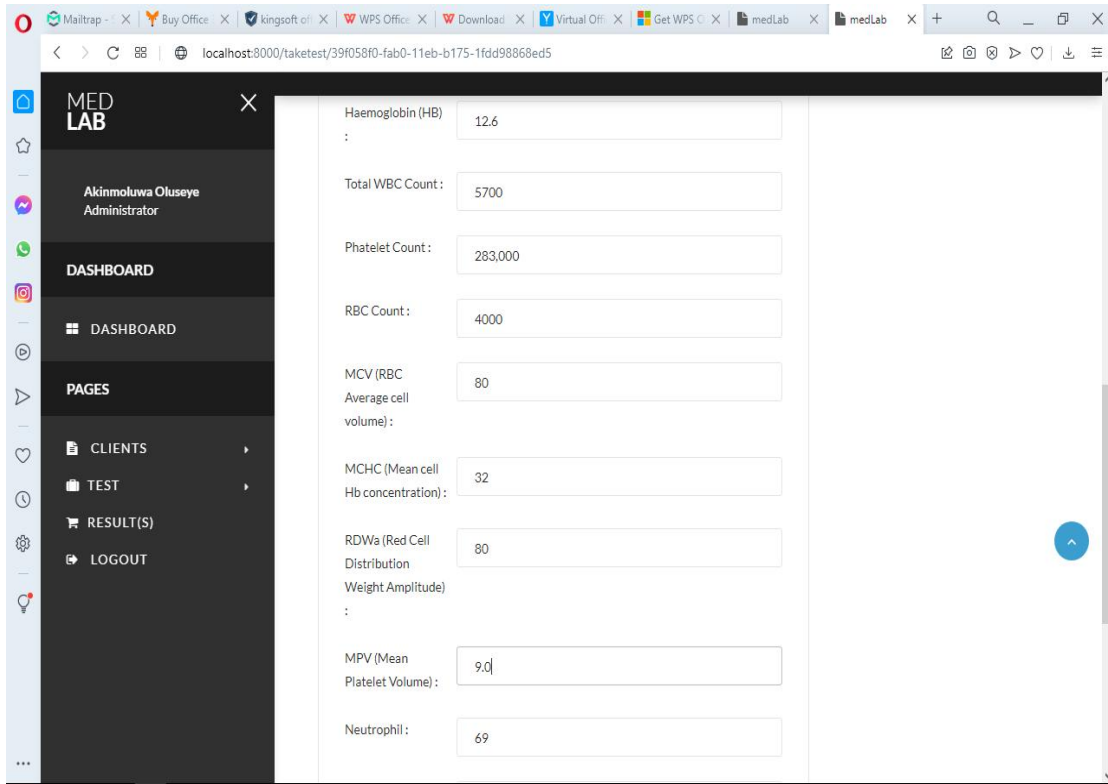 Mailtrap - S
Buy Office
kingsoft of
WPS Office
Download
Virtual Offi
Get WPS O
medLab
medLab
localhost:8000/taketest/39f058f0-fab0-11eb-b175-1fdd98868ed5
MED
LAB
Akinmoluwa Oluseye
Administrator
DASHBOARD
DASHBOARD
PAGES
CLIENTS
TEST
RESULT(S)
LOGOUT
Haemoglobin (HB)
:
12.6
Total WBC Count :
5700
Phatelet Count :
283,000
RBC Count :
4000
MCV (RBC
Average cell
volume) :
80
MCHC (Mean cell
Hb concentration) :
32
RDWa (Red Cell
Distribution
Weight Amplitude)
:
80
MPV (Mean
Platelet Volume) :
9.0
Neutrophil :
69